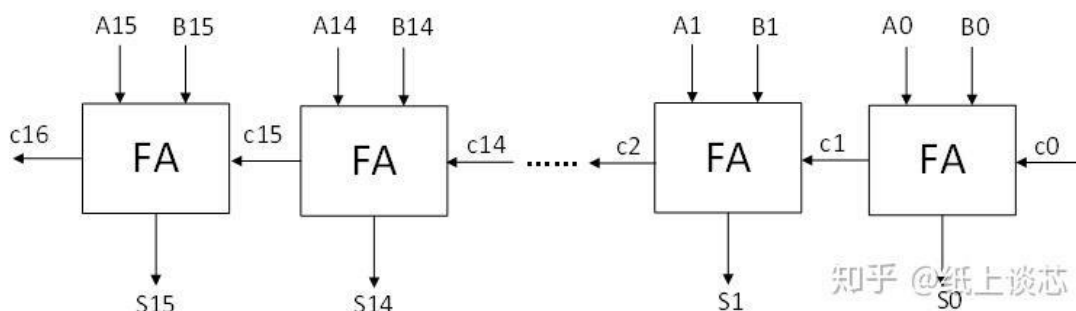 A15 B15 A14 B14 A1 B1 A0 B0
c16 FA c15 FA c14 ...... c2 FA c1 FA c0
S15 S14 S1 S0
知乎 @纸上谈芯